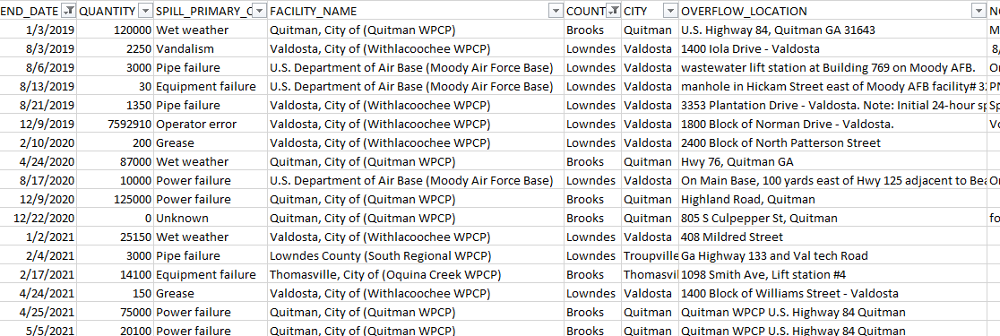 END_DATE QUANTITY SPILL_PRIMARY_C FACILITY_NAME COUNT CITY OVERFLOW_LOCATION NO
1/3/2019 120000 Wet weather Quitman, City of (Quitman WPCP) Brooks Quitman U.S. Highway 84, Quitman GA 31643 M
8/3/2019 2250 Vandalism Valdosta, City of (Withlacoochee WPCP) Lowndes Valdosta 1400 Iola Drive - Valdosta 8/
8/6/2019 3000 Pipe failure U.S. Department of Air Base (Moody Air Force Base) Lowndes Valdosta wastewater lift station at Building 769 on Moody AFB. Or
8/13/2019 30 Equipment failure U.S. Department of Air Base (Moody Air Force Base) Lowndes Valdosta manhole in Hickam Street east of Moody AFB facility# 32 PN
8/21/2019 1350 Pipe failure Valdosta, City of (Withlacoochee WPCP) Lowndes Valdosta 3353 Plantation Drive - Valdosta. Note: Initial 24-hour sp Sp
12/9/2019 7592910 Operator error Valdosta, City of (Withlacoochee WPCP) Lowndes Valdosta 1800 Block of Norman Drive - Valdosta. Vo
2/10/2020 200 Grease Valdosta, City of (Withlacoochee WPCP) Lowndes Valdosta 2400 Block of North Patterson Street
4/24/2020 87000 Wet weather Quitman, City of (Quitman WPCP) Brooks Quitman Hwy 76, Quitman GA
8/17/2020 10000 Power failure U.S. Department of Air Base (Moody Air Force Base) Lowndes Valdosta On Main Base, 100 yards east of Hwy 125 adjacent to Bea Or
12/9/2020 125000 Power failure Quitman, City of (Quitman WPCP) Brooks Quitman Highland Road, Quitman
12/22/2020 0 Unknown Quitman, City of (Quitman WPCP) Brooks Quitman 805 S Culpepper St, Quitman fo
1/2/2021 25150 Wet weather Valdosta, City of (Withlacoochee WPCP) Lowndes Valdosta 408 Mildred Street
2/4/2021 3000 Pipe failure Lowndes County (South Regional WPCP) Lowndes Troupville Ga Highway 133 and Val tech Road
2/17/2021 14100 Equipment failure Thomasville, City of (Oquina Creek WPCP) Brooks Thomasvil 1098 Smith Ave, Lift station #4
4/24/2021 150 Grease Valdosta, City of (Withlacoochee WPCP) Lowndes Valdosta 1400 Block of Williams Street - Valdosta
4/25/2021 75000 Power failure Quitman, City of (Quitman WPCP) Brooks Quitman Quitman WPCP U.S. Highway 84 Quitman
5/5/2021 20100 Power failure Quitman, City of (Quitman WPCP) Brooks Quitman Quitman WPCP U.S. Highway 84 Quitman